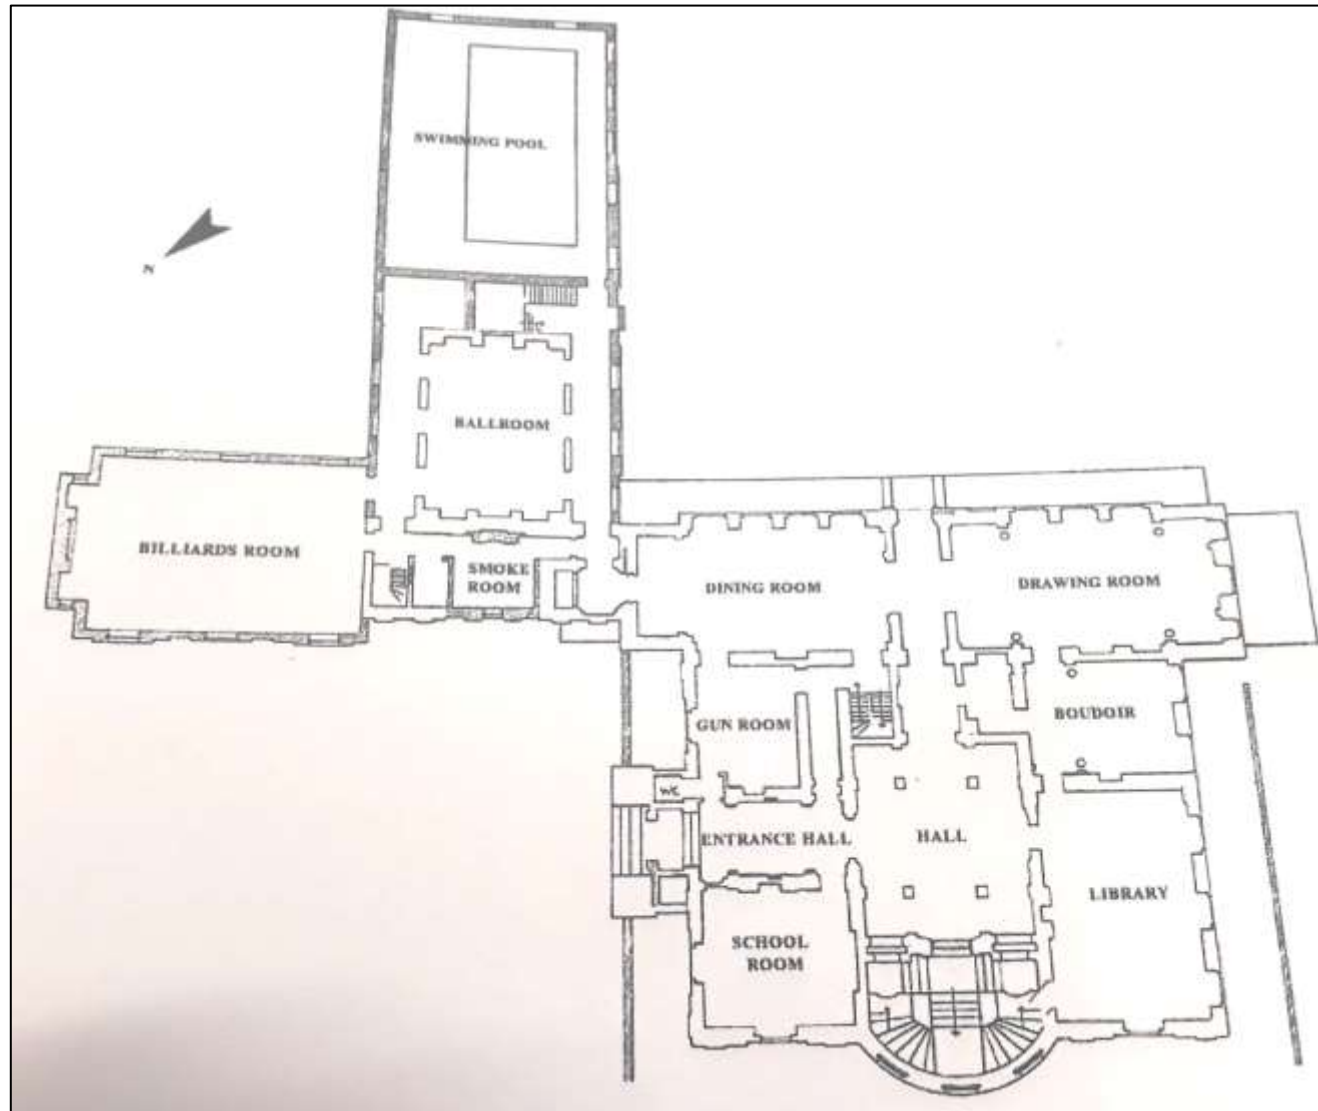 SWIMMING POOL
N
BALLROOM
BILLIARDS ROOM
SMOKE
ROOM
DINING ROOM
DRAWING ROOM
GUN ROOM
BOUDOIR
WC
ENTRANCE HALL
HALL
LIBRARY
SCHOOL
ROOM